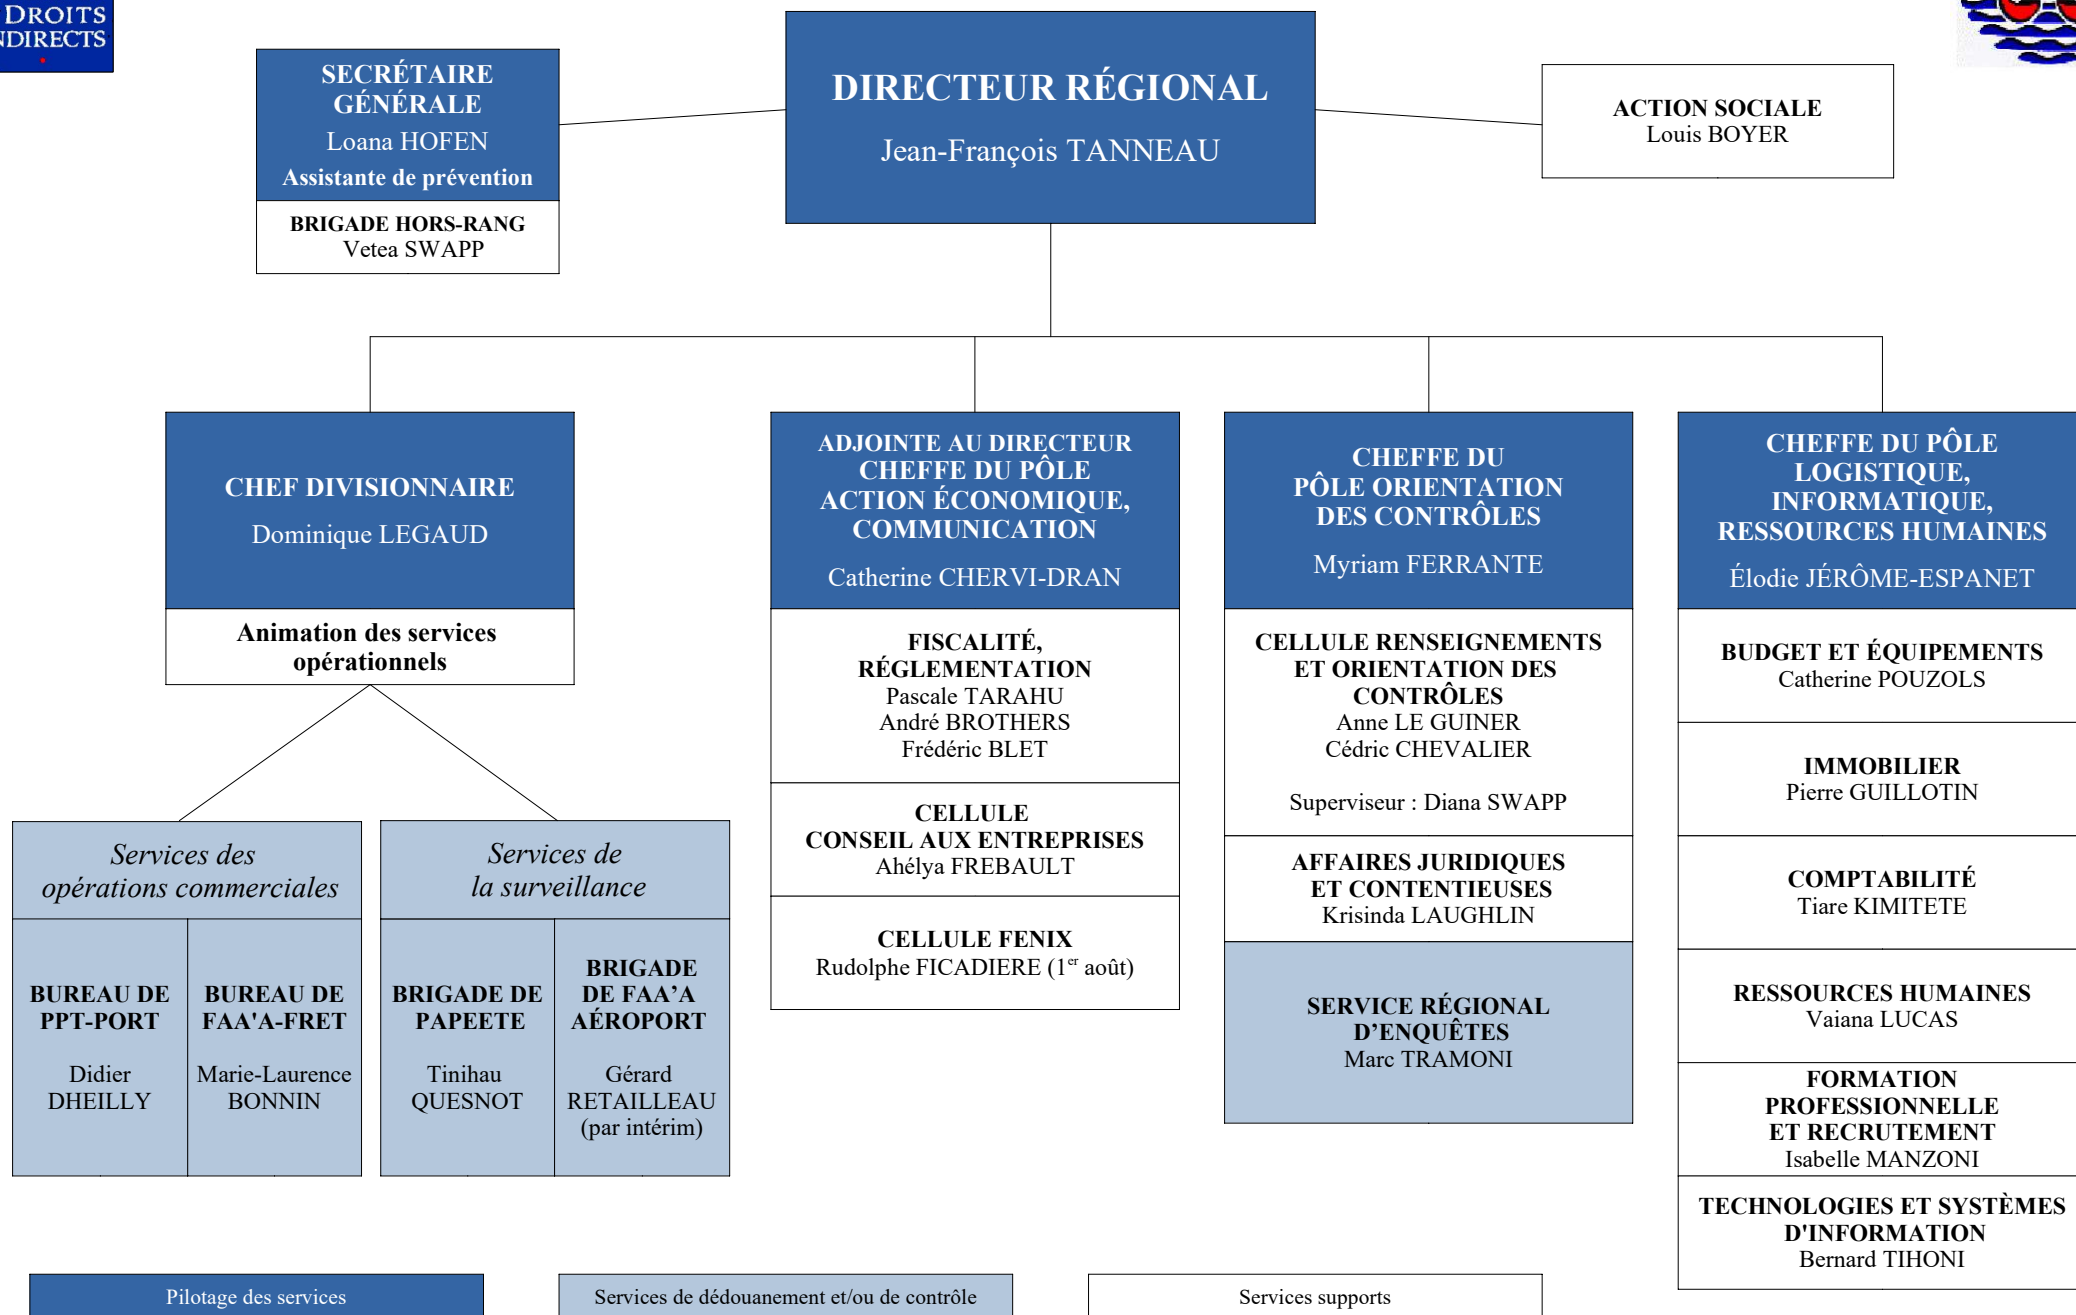 DROITS
NDIRECTS
SECRÉTAIRE
GÉNÉRALE
Loana HOFEN
Assistante de prévention
BRIGADE HORS-RANG
Vetea SWAPP
DIRECTEUR RÉGIONAL
Jean-François TANNEAU
ACTION SOCIALE
Louis BOYER
CHEF DIVISIONNAIRE
Dominique LEGAUD
Animation des services
opérationnels
Services des
opérations commerciales
BUREAU DE
PPT-PORT
Didier
DHEILLY
BUREAU DE
FAA'A-FRET
Marie-Laurence
BONNIN
Services de
la surveillance
BRIGADE DE
PAPEETE
Tinihau
QUESNOT
BRIGADE
DE FAA’A
AÉROPORT
Gérard
RETAILLEAU
(par intérim)
ADJOINTE AU DIRECTEUR
CHEFFE DU PÔLE
ACTION ÉCONOMIQUE,
COMMUNICATION
Catherine CHERVI-DRAN
FISCALITÉ,
RÉGLEMENTATION
Pascale TARAHU
André BROTHERS
Frédéric BLET
CELLULE
CONSEIL AUX ENTREPRISES
Ahélya FREBAULT
CELLULE FENIX
Rudolphe FICADIERE (1er août)
CHEFFE DU
PÔLE ORIENTATION
DES CONTRÔLES
Myriam FERRANTE
CELLULE RENSEIGNEMENTS
ET ORIENTATION DES
CONTRÔLES
Anne LE GUINER
Cédric CHEVALIER
Superviseur : Diana SWAPP
AFFAIRES JURIDIQUES
ET CONTENTIEUSES
Krisinda LAUGHLIN
SERVICE RÉGIONAL
D’ENQUÊTES
Marc TRAMONI
CHEFFE DU PÔLE
LOGISTIQUE,
INFORMATIQUE,
RESSOURCES HUMAINES
Élodie JÉRÔME-ESPANET
BUDGET ET ÉQUIPEMENTS
Catherine POUZOLS
IMMOBILIER
Pierre GUILLOTIN
COMPTABILITÉ
Tiare KIMITETE
RESSOURCES HUMAINES
Vaiana LUCAS
FORMATION
PROFESSIONNELLE
ET RECRUTEMENT
Isabelle MANZONI
TECHNOLOGIES ET SYSTÈMES
D'INFORMATION
Bernard TIHONI
Pilotage des services
Services de dédouanement et/ou de contrôle
Services supports